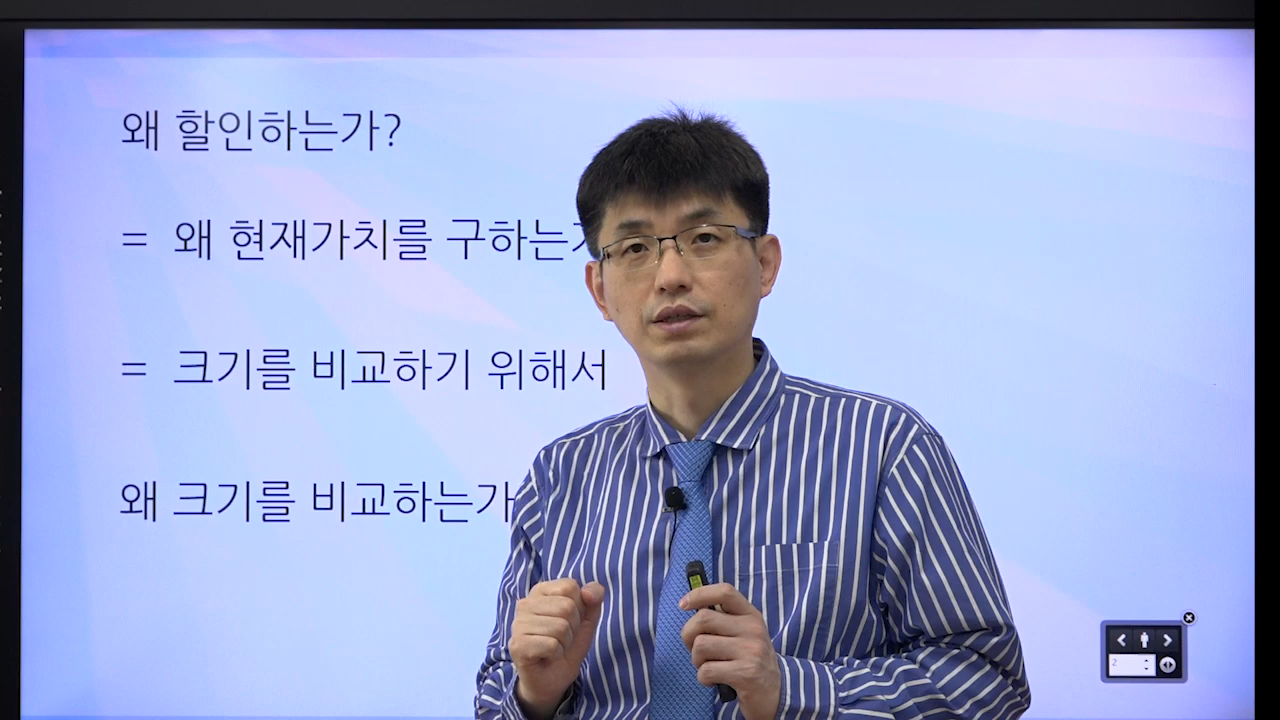 왜 할인하는가?
= 왜 현재가치를 구하는
= 크기를 비교하기 위해서
왜 크기를 비교하는가
2